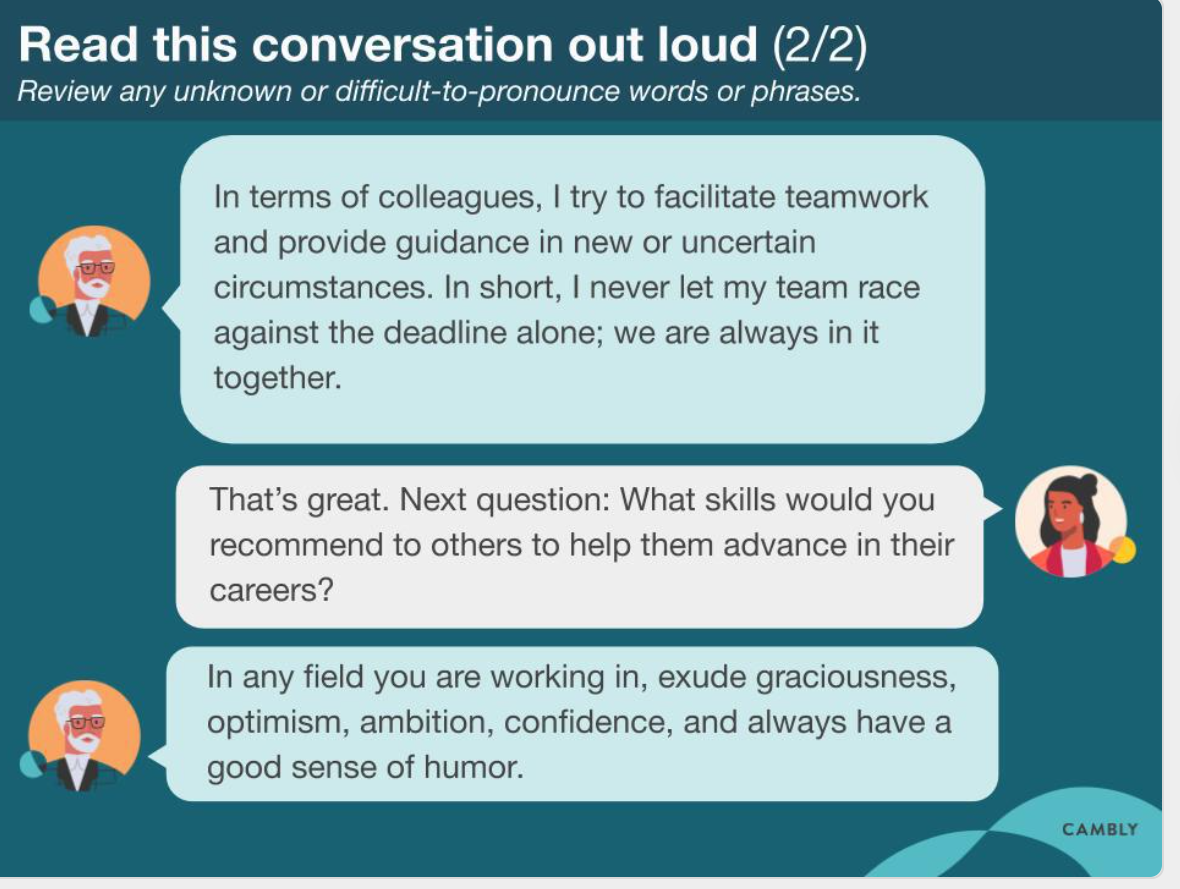 Read this conversation out loud (2/2)
Review any unknown or difficult-to-pronounce words or phrases.
In terms of colleagues, I try to facilitate teamwork
and provide guidance in new or uncertain
circumstances. In short, I never let my team race
against the deadline alone; we are always in it
together.
That’s great. Next question: What skills would you
recommend to others to help them advance in their
careers?
In any field you are working in, exude graciousness,
optimism, ambition, confidence, and always have a
good sense of humor.
CAMBLY